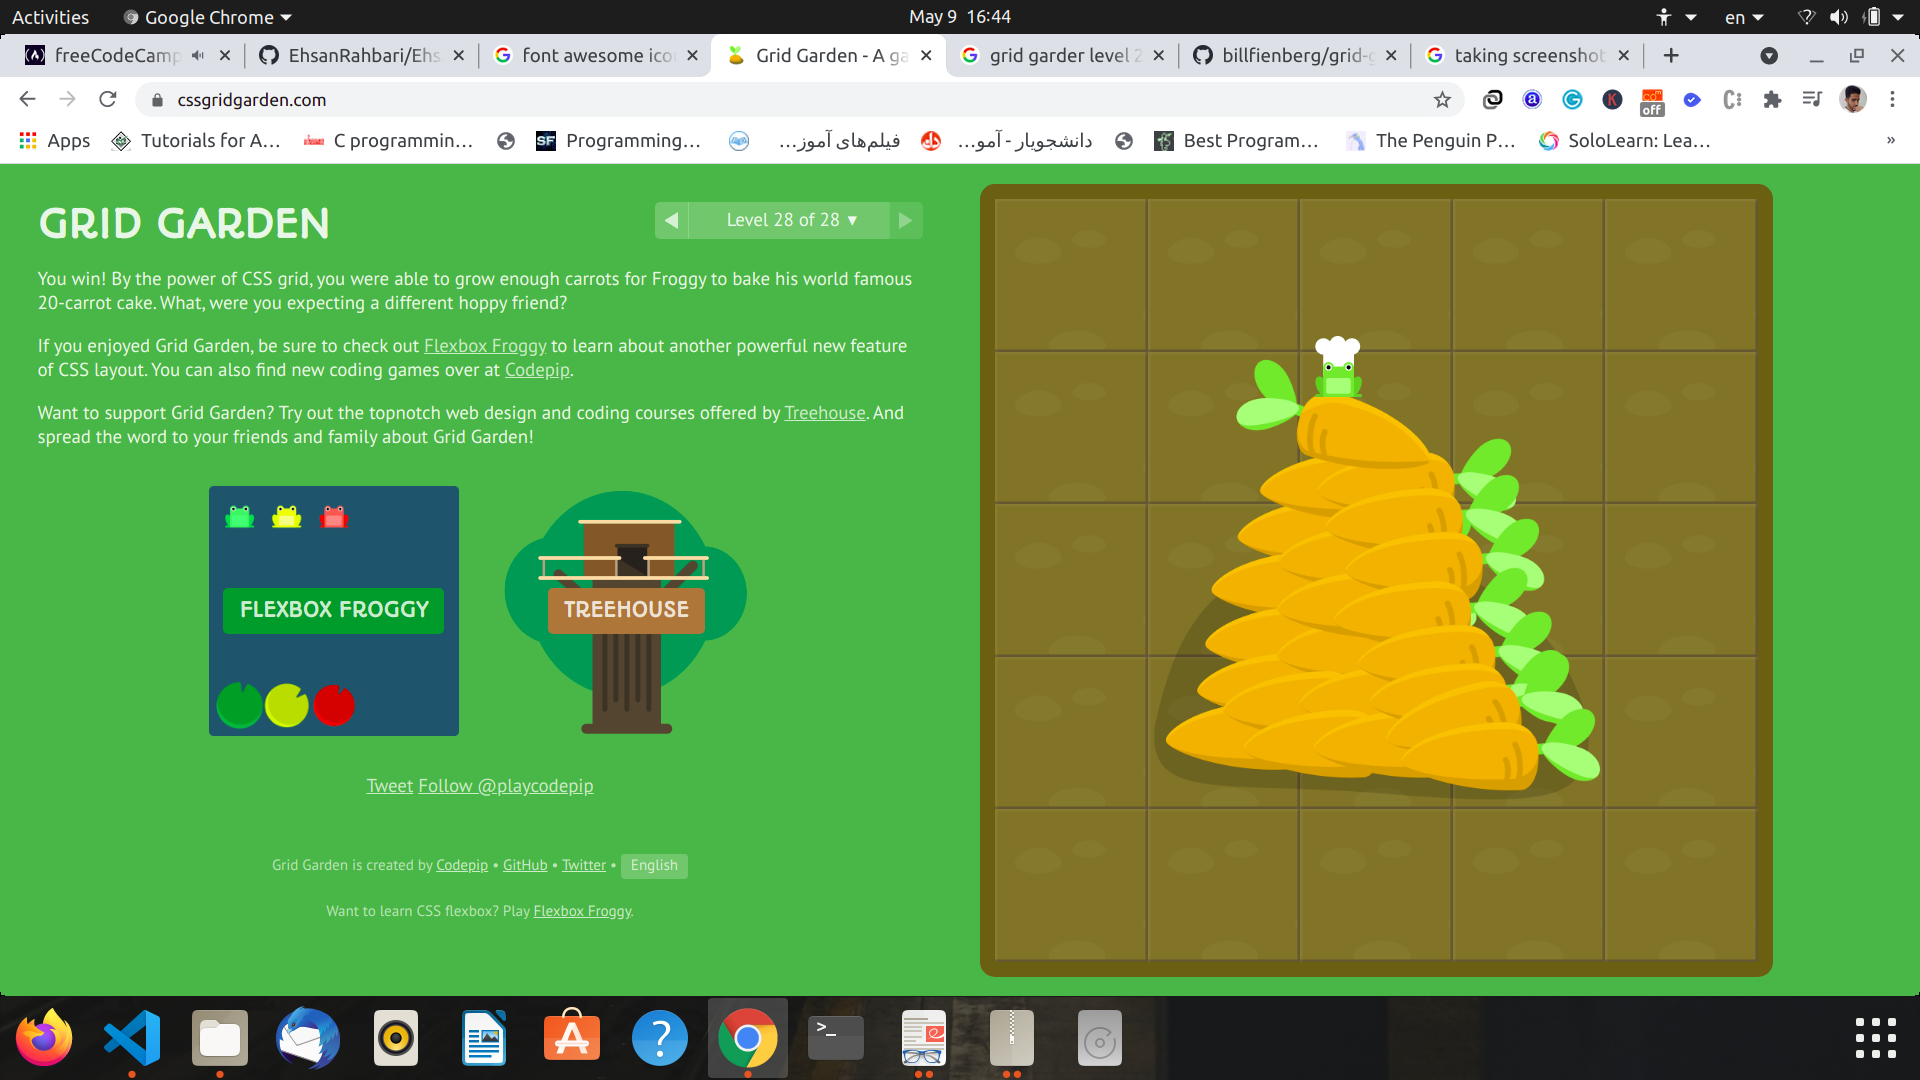 Activities
Google Chrome
May 9 16:44
en
freeCodeCamp
EhsanRahbari/Ehs
font awesome ico
Grid Garden - A ga
grid garder level 2
billfienberg/grid-g
taking screenshot
cssgridgarden.com
off
Apps
Tutorials for A...
C programmin...
SF
Programming...
فیلم‌های آموز...
دانشجویار - آمو...
Best Program...
The Penguin P...
SoloLearn: Lea...
»
GRID GARDEN
Level 28 of 28
You win! By the power of CSS grid, you were able to grow enough carrots for Froggy to bake his world famous
20-carrot cake. What, were you expecting a different hoppy friend?
If you enjoyed Grid Garden, be sure to check out Flexbox Froggy to learn about another powerful new feature
of CSS layout. You can also find new coding games over at Codepip.
Want to support Grid Garden? Try out the topnotch web design and coding courses offered by Treehouse. And
spread the word to your friends and family about Grid Garden!
FLEXBOX FROGGY
TREEHOUSE
Tweet Follow @playcodepip
Grid Garden is created by Codepip • GitHub • Twitter • English
Want to learn CSS flexbox? Play Flexbox Froggy.